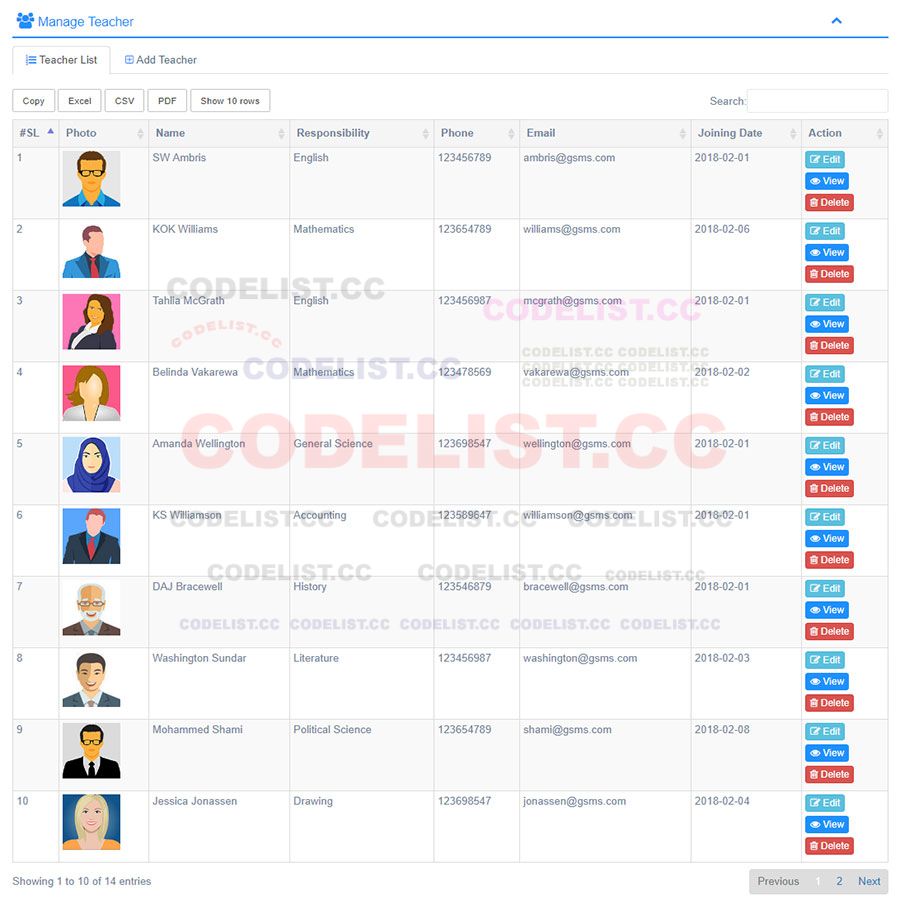 Manage Teacher
Teacher List Add Teacher
Copy Excel CSV PDF Show 10 rows Search:
#SL Photo Name Responsibility Phone Email Joining Date Action
1 SW Ambris English 123456789 ambris@gsms.com 2018-02-01 Edit
View
Delete
2 KOK Williams Mathematics 123654789 williams@gsms.com 2018-02-06 Edit
View
Delete
CODELIST.CC
3 Tahlia McGrath English 123456987 mcgrath@gsms.com 2018-02-01 Edit
CODELIST.CC
View
CODELIST.CC
Delete
CODELIST.CC CODELIST.CC
CODELIST.CC CODELIST.CC
4 Belinda Vakarewa Mathematics 123478569 vakarewa@gsms.com 2018-02-02 Edit
CODELIST.CC
CODELIST.CC CODELIST.CC
View
Delete
5 Amanda Wellington General Science 123698547 wellington@gsms.com 2018-02-01 Edit
CODELIST.CC
View
Delete
6 KS Williamson Accounting 123589647 williamson@gsms.com 2018-02-01 Edit
CODELIST.CC CODELIST.CC CODELIST.CC
View
Delete
CODELIST.CC CODELIST.CC CODELIST.CC
7 DAJ Bracewell History 123546879 bracewell@gsms.com 2018-02-01 Edit
View
CODELIST.CC CODELIST.CC CODELIST.CC CODELIST.CC CODELIST.CC
Delete
8 Washington Sundar Literature 123456987 washington@gsms.com 2018-02-03 Edit
View
Delete
9 Mohammed Shami Political Science 123654789 shami@gsms.com 2018-02-08 Edit
View
Delete
10 Jessica Jonassen Drawing 123698547 jonassen@gsms.com 2018-02-04 Edit
View
Delete
Showing 1 to 10 of 14 entries Previous 1 2 Next